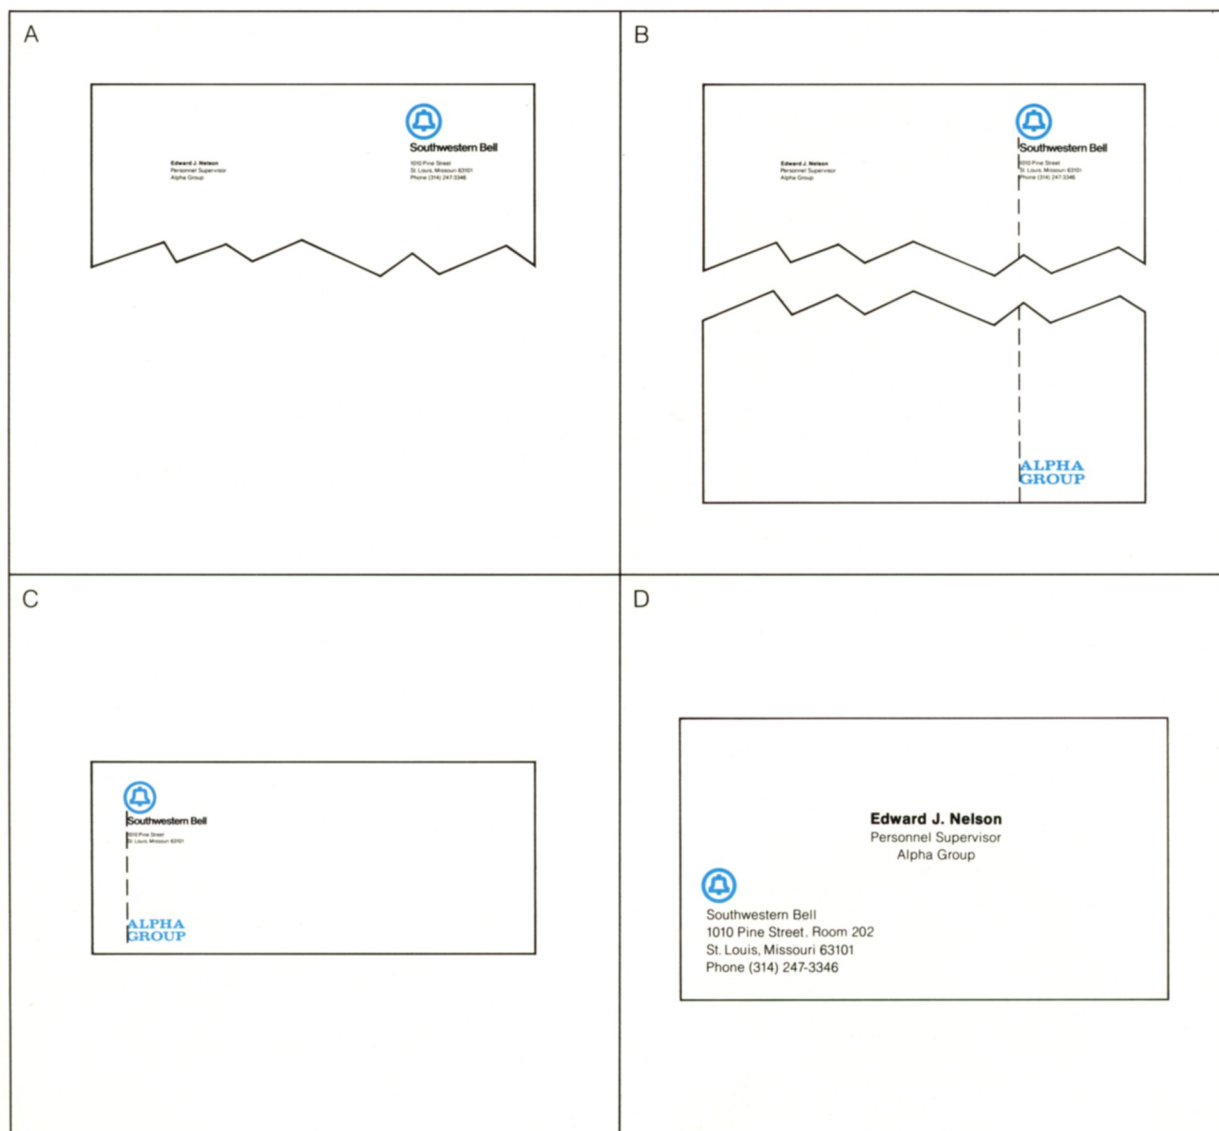 A
Southwestern Bell
Edward J. Nelson
Personnel Supervisor
Alpha Group
1010 Pine Street
St. Louis, Missouri 63101
Phone (314) 247-3346
B
Southwestern Bell
Edward J. Nelson
Personnel Supervisor
Alpha Group
1010 Pine Street
St. Louis, Missouri 63101
Phone (314) 247-3346
ALPHA
GROUP
C
Southwestern Bell
1010 Pine Street
St. Louis, Missouri 63101
ALPHA
GROUP
D
Edward J. Nelson
Personnel Supervisor
Alpha Group
Southwestern Bell
1010 Pine Street, Room 202
St. Louis, Missouri 63101
Phone (314) 247-3346